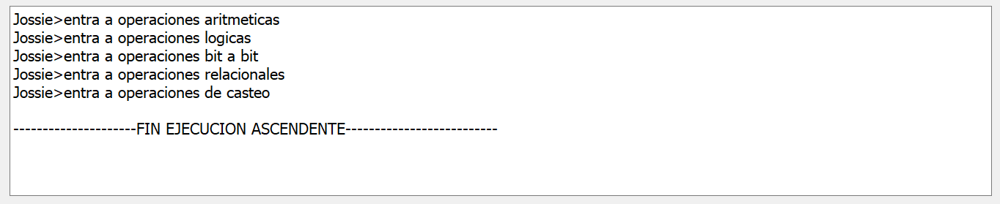 Jossie>entra a operaciones aritmeticas
Jossie>entra a operaciones logicas
Jossie>entra a operaciones bit a bit
Jossie>entra a operaciones relacionales
Jossie>entra a operaciones de casteo
---------------------FIN EJECUCION ASCENDENTE--------------------------